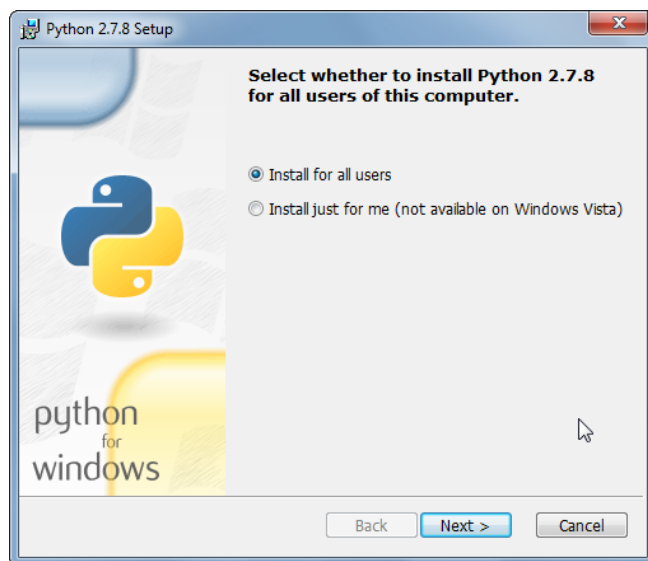 Python 2.7.8 Setup
Select whether to install Python 2.7.8
for all users of this computer.
Install for all users
Install just for me (not available on Windows Vista)
python
for
windows
Back
Next >
Cancel